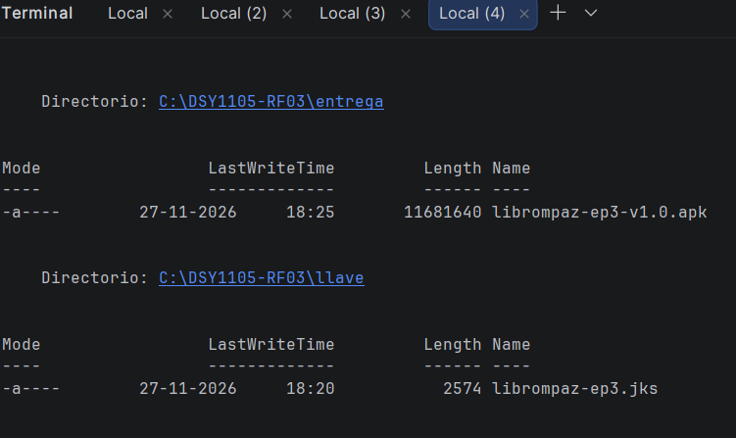 Terminal Local × Local (2) × Local (3) × Local (4) × +
Directorio: C:\DSY1105-RF03\entrega
Mode LastWriteTime Length Name
---- ------------- ------ ----
-a---- 27-11-2026 18:25 11681640 librompaz-ep3-v1.0.apk
Directorio: C:\DSY1105-RF03\llave
Mode LastWriteTime Length Name
---- ------------- ------ ----
-a---- 27-11-2026 18:20 2574 librompaz-ep3.jks